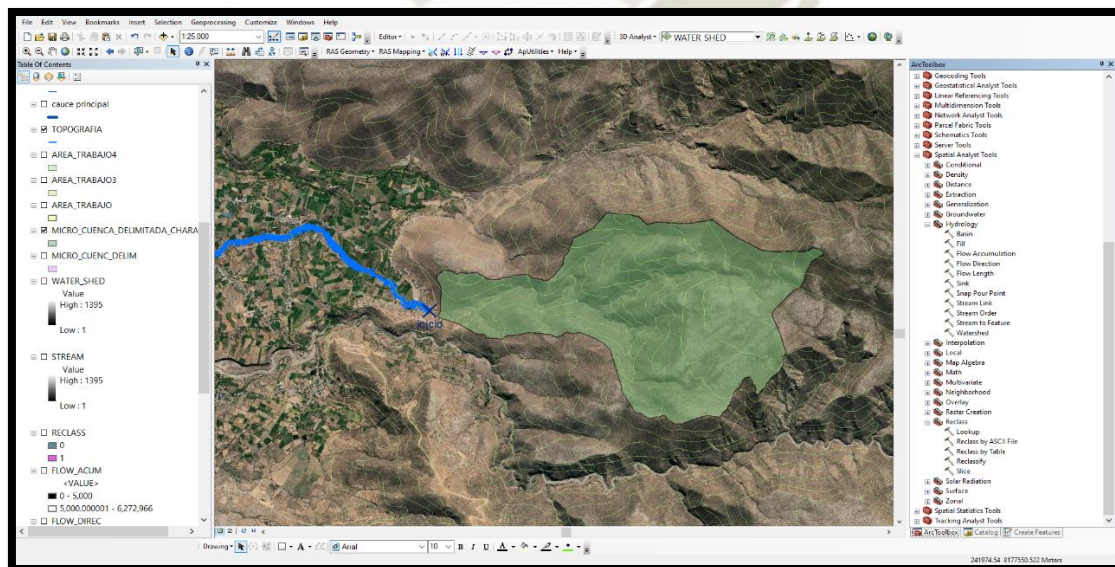 File Edit View Bookmarks Insert Selection Geoprocessing Customize Windows Help
1:25.000 Editor 3D Analyst WATER SHED
RAS Geometry RAS Mapping ApUtilities Help
Table Of Contents
cauce principal
TOPOGRAFIA
AREA_TRABAJO4
AREA_TRABAJO3
AREA_TRABAJO
MICRO_CUENCA_DELIMITADA_CHARA
MICRO_CUENC_DELIM
WATER_SHED
Value
High : 1395
Low : 1
STREAM
Value
High : 1395
Low : 1
RECLASS
0
1
FLOW_ACUM
<VALUE>
0 - 5,000
5,000.000001 - 6,272,966
FLOW_DIREC
inicio
ArcToolbox
Geocoding Tools
Geostatistical Analyst Tools
Linear Referencing Tools
Multidimension Tools
Network Analyst Tools
Parcel Fabric Tools
Schematics Tools
Server Tools
Spatial Analyst Tools
Conditional
Density
Distance
Extraction
Generalization
Groundwater
Hydrology
Basin
Fill
Flow Accumulation
Flow Direction
Flow Length
Sink
Snap Pour Point
Stream Link
Stream Order
Stream to Feature
Watershed
Interpolation
Local
Map Algebra
Math
Multivariate
Neighborhood
Overlay
Raster Creation
Reclass
Lookup
Reclass by ASCII File
Reclass by Table
Reclassify
Slice
Solar Radiation
Surface
Zonal
Spatial Statistics Tools
Tracking Analyst Tools
ArcToolbox Catalog Create Features
Drawing A Arial 10 B I U A
241974.54 8177550.522 Meters